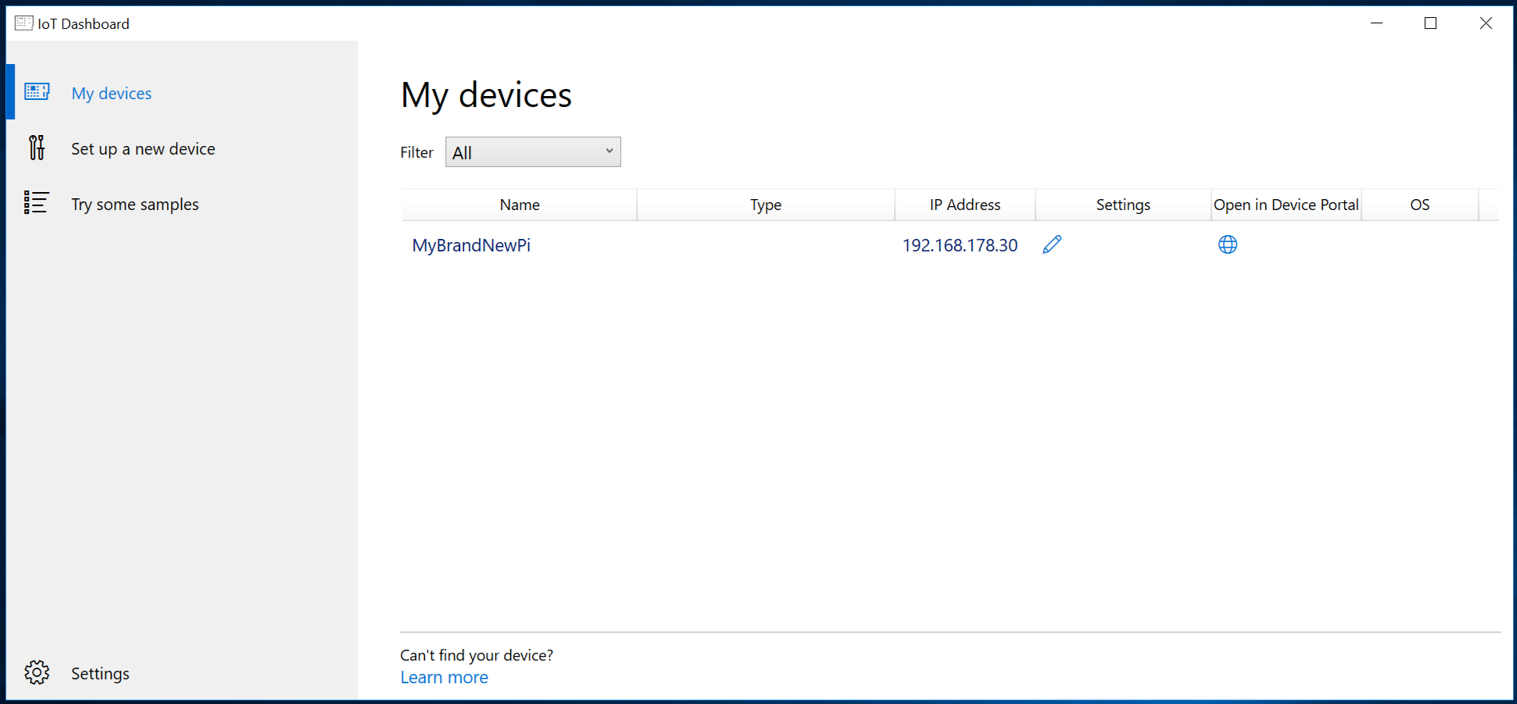 IoT Dashboard
My devices
Set up a new device
Try some samples
Settings
My devices
Filter All
Name Type IP Address Settings Open in Device Portal OS
MyBrandNewPi 192.168.178.30
Can't find your device?
Learn more